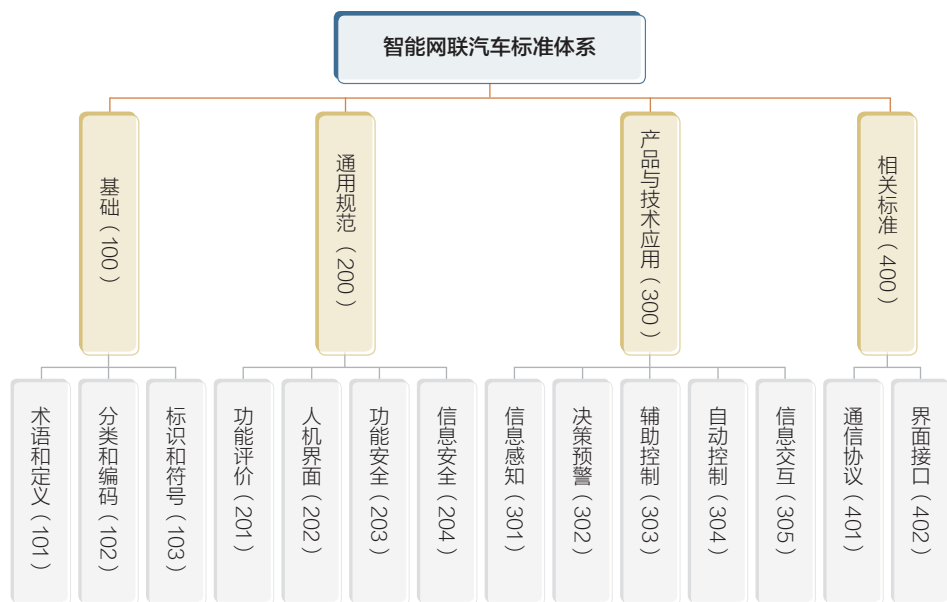 智能网联汽车标准体系
基础（100）
通用规范（200）
产品与技术应用（300）
相关标准（400）
术语和定义（101）
分类和编码（102）
标识和符号（103）
功能评价（201）
人机界面（202）
功能安全（203）
信息安全（204）
信息感知（301）
决策预警（302）
辅助控制（303）
自动控制（304）
信息交互（305）
通信协议（401）
界面接口（402）